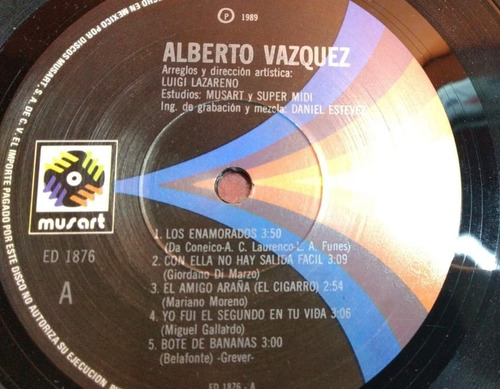 Ⓟ 1989
ALBERTO VAZQUEZ
Arreglos y dirección artística:
LUIGI LAZARENO
Estudios: MUSART y SUPER MIDI
Ing. de grabación y mezcla: DANIEL ESTEVEZ
musart
ED 1876
A
1. LOS ENAMORADOS 3:50
(Da Coneico-A. C. Laurenco-L. A. Funes)
2. CON ELLA NO HAY SALIDA FACIL 3:09
(Giordano Di Marzo)
3. EL AMIGO ARAÑA (EL CIGARRO) 2:54
(Mariano Moreno)
4. YO FUI EL SEGUNDO EN TU VIDA 3:06
(Miguel Gallardo)
5. BOTE DE BANANAS 3:00
(Belafonte) -Grever-
ED 1876 - A
HECHO EN MEXICO POR DISCOS MUSART, S.A. DE C.V. EL IMPORTE PAGADO POR ESTE DISCO NO AUTORIZA SU EJECUCION